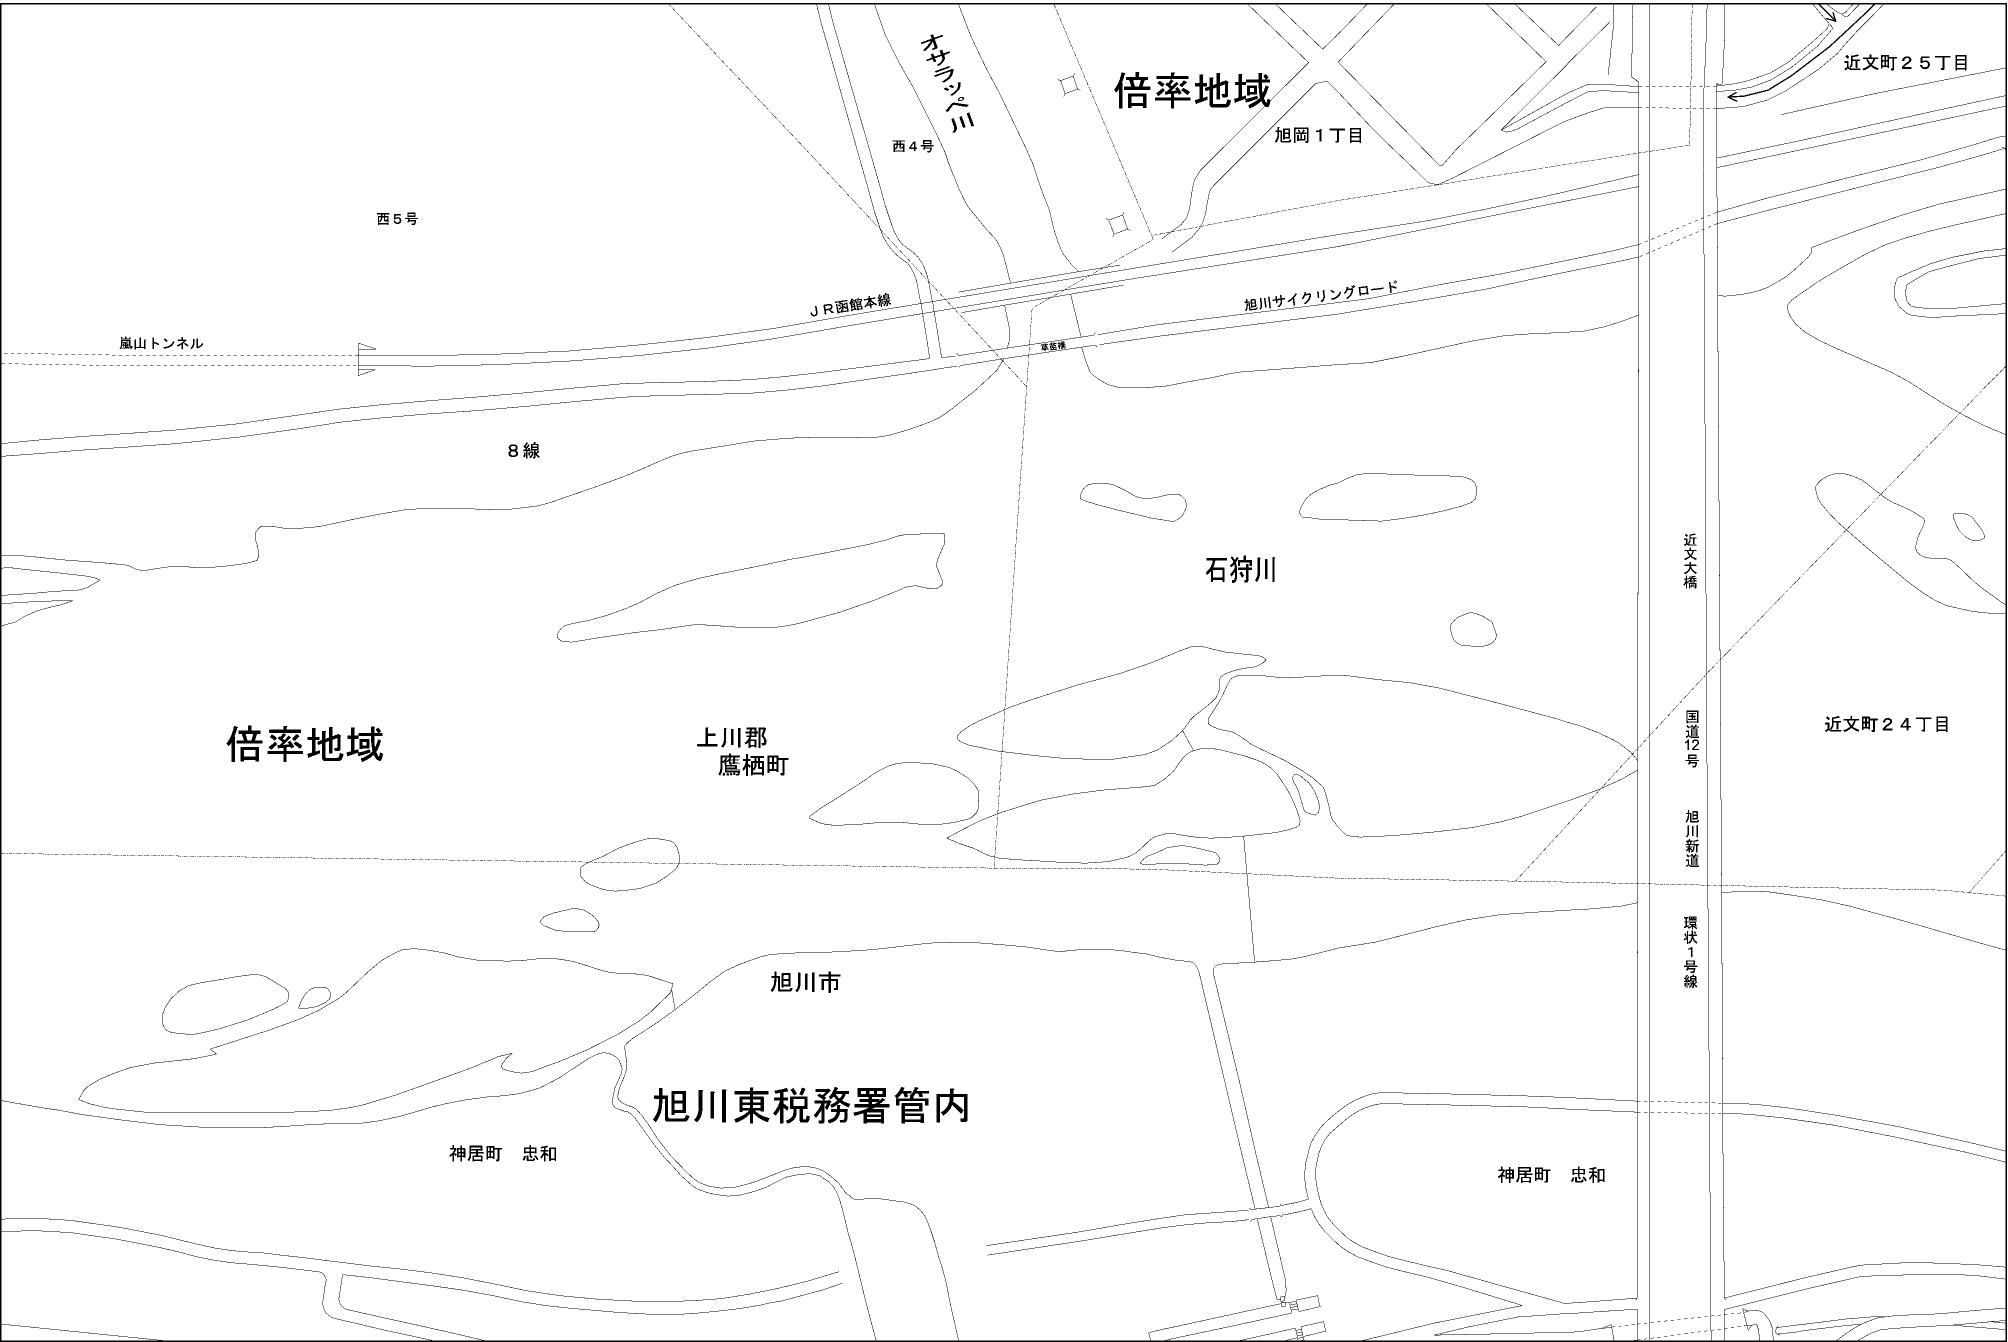 オサラッペ川
倍率地域
近文町２５丁目
旭岡１丁目
西４号
西５号
ＪＲ函館本線
旭川サイクリングロード
嵐山トンネル
８線
石狩川
近文大橋
国道12号
旭川新道
環状１号線
近文町２４丁目
倍率地域
上川郡
鷹栖町
旭川市
旭川東税務署管内
神居町　忠和
神居町　忠和